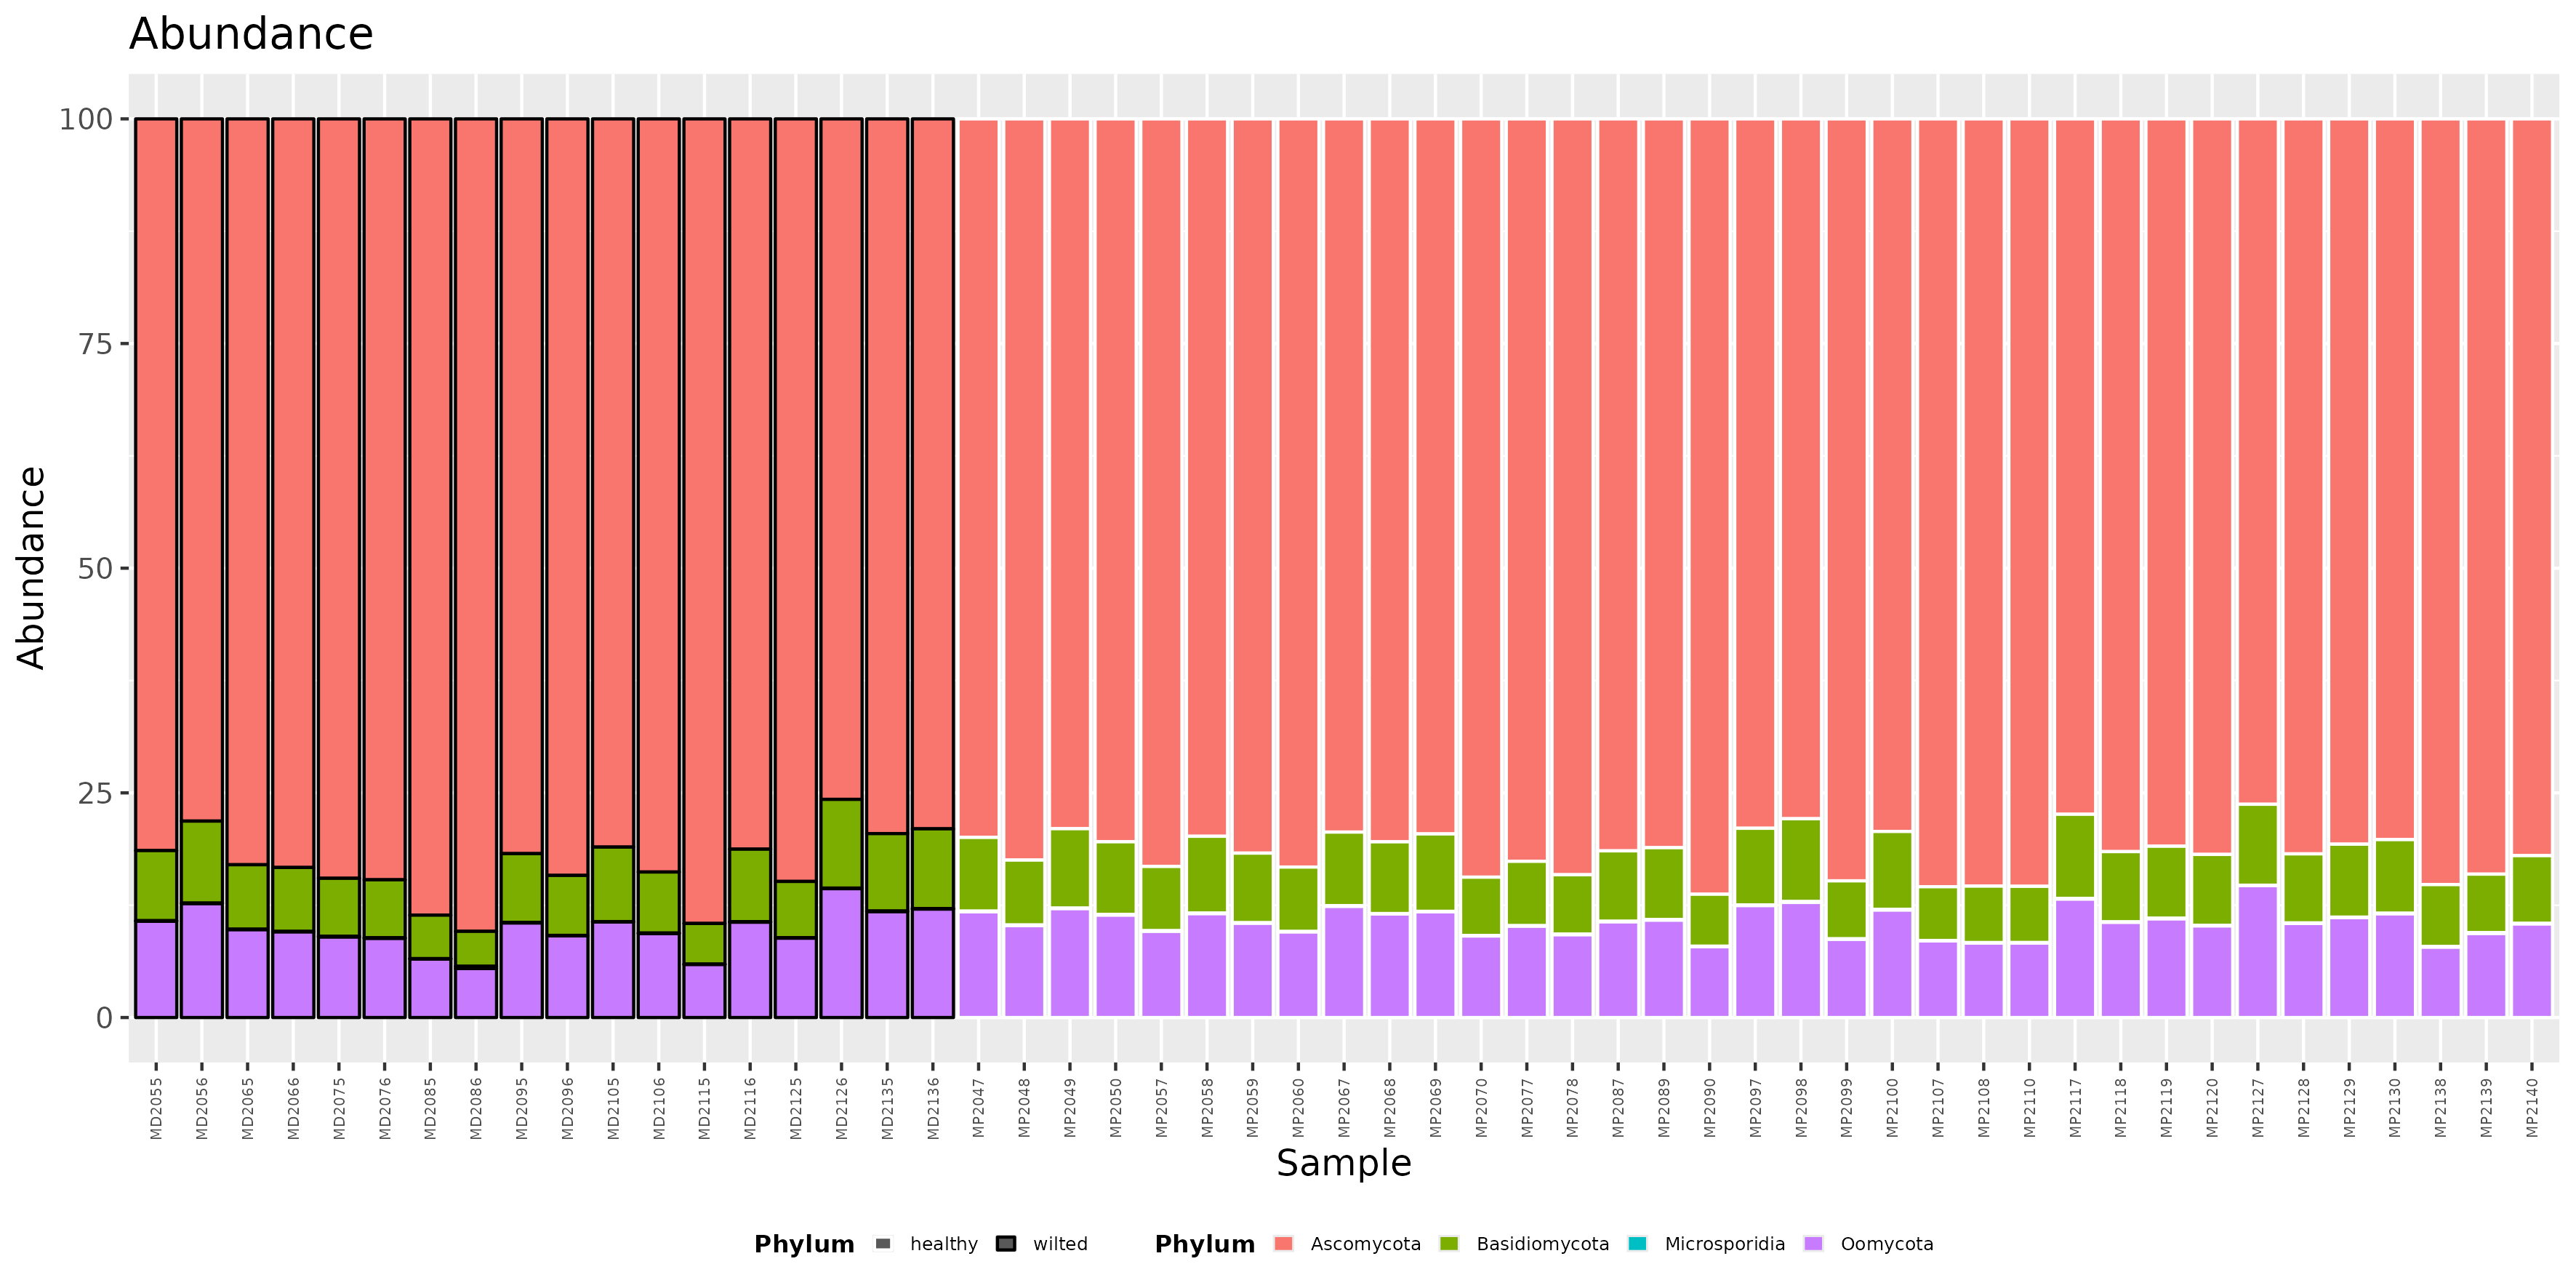 Abundance
100
75
50
25
0
Abundance
MD2055 MD2056 MD2065 MD2066 MD2075 MD2076 MD2085 MD2086 MD2095 MD2096 MD2105 MD2106 MD2115 MD2116 MD2125 MD2126 MD2135 MD2136 MP2047 MP2048 MP2049 MP2050 MP2057 MP2058 MP2059 MP2060 MP2067 MP2068 MP2069 MP2070 MP2077 MP2078 MP2087 MP2089 MP2090 MP2097 MP2098 MP2099 MP2100 MP2107 MP2108 MP2110 MP2117 MP2118 MP2119 MP2120 MP2127 MP2128 MP2129 MP2130 MP2138 MP2139 MP2140
Sample
Phylum healthy wilted Phylum Ascomycota Basidiomycota Microsporidia Oomycota